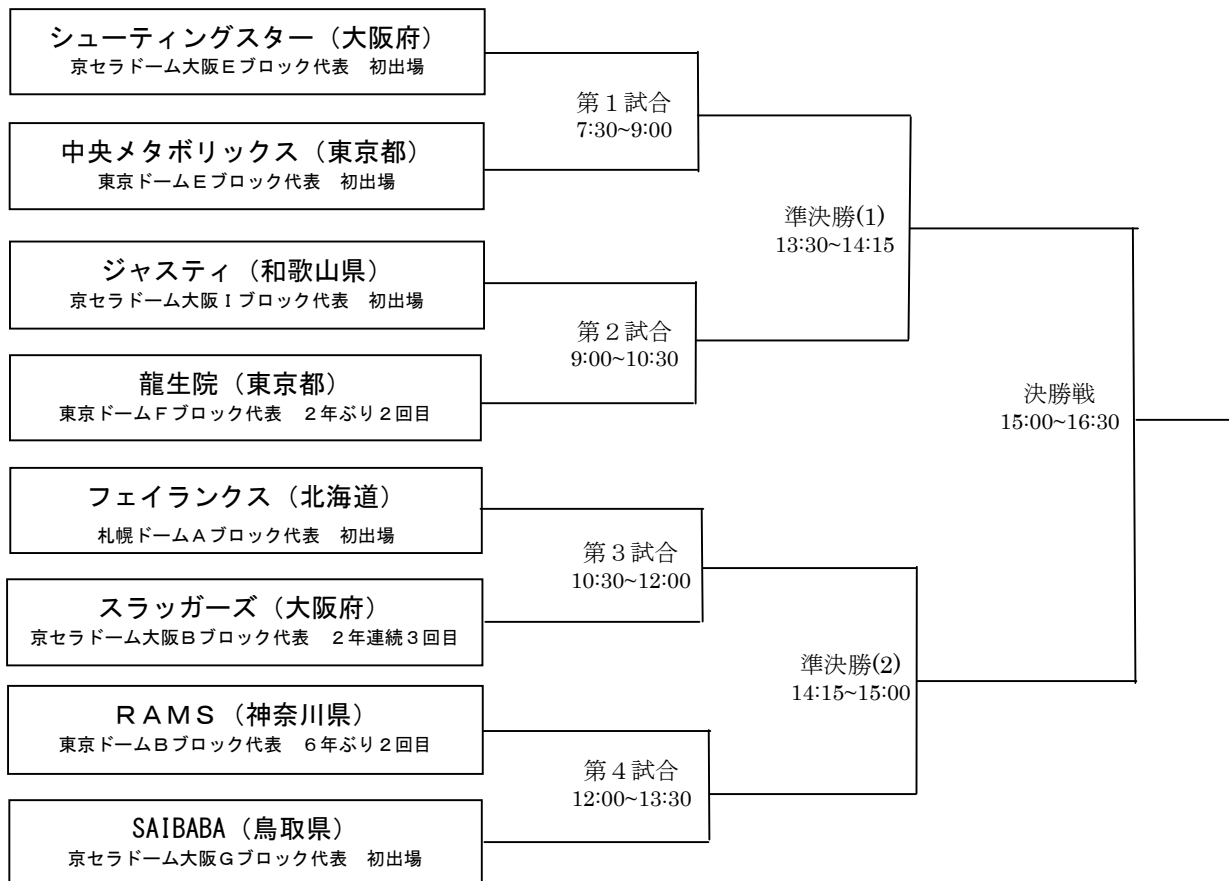 シューティングスター（大阪府）
京セラドーム大阪Ｅブロック代表　初出場
第１試合
7:30~9:00
中央メタボリックス（東京都）
東京ドームＥブロック代表　初出場
準決勝(1)
13:30~14:15
ジャスティ（和歌山県）
京セラドーム大阪Ｉブロック代表　初出場
第２試合
9:00~10:30
龍生院（東京都）
東京ドームＦブロック代表　２年ぶり２回目
決勝戦
15:00~16:30
フェイランクス（北海道）
札幌ドームＡブロック代表　初出場
第３試合
10:30~12:00
スラッガーズ（大阪府）
京セラドーム大阪Ｂブロック代表　２年連続３回目
準決勝(2)
14:15~15:00
ＲＡＭＳ（神奈川県）
東京ドームＢブロック代表　６年ぶり２回目
第４試合
12:00~13:30
SAIBABA（鳥取県）
京セラドーム大阪Ｇブロック代表　初出場